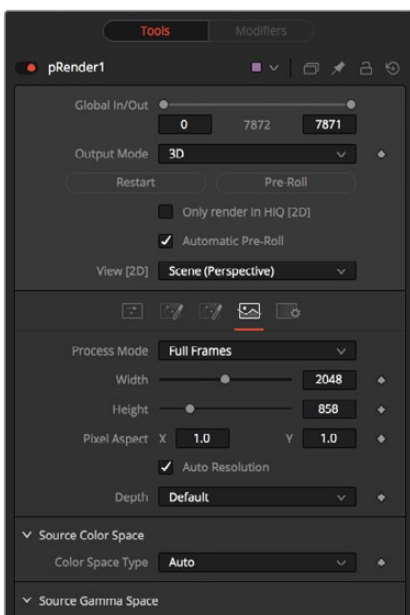 Tools Modifiers
pRender1
Global In/Out
0 7872 7871
Output Mode 3D
Restart Pre-Roll
Only render in HiQ [2D]
Automatic Pre-Roll
View [2D] Scene (Perspective)
Process Mode Full Frames
Width 2048
Height 858
Pixel Aspect X 1.0 Y 1.0
Auto Resolution
Depth Default
Source Color Space
Color Space Type Auto
Source Gamma Space